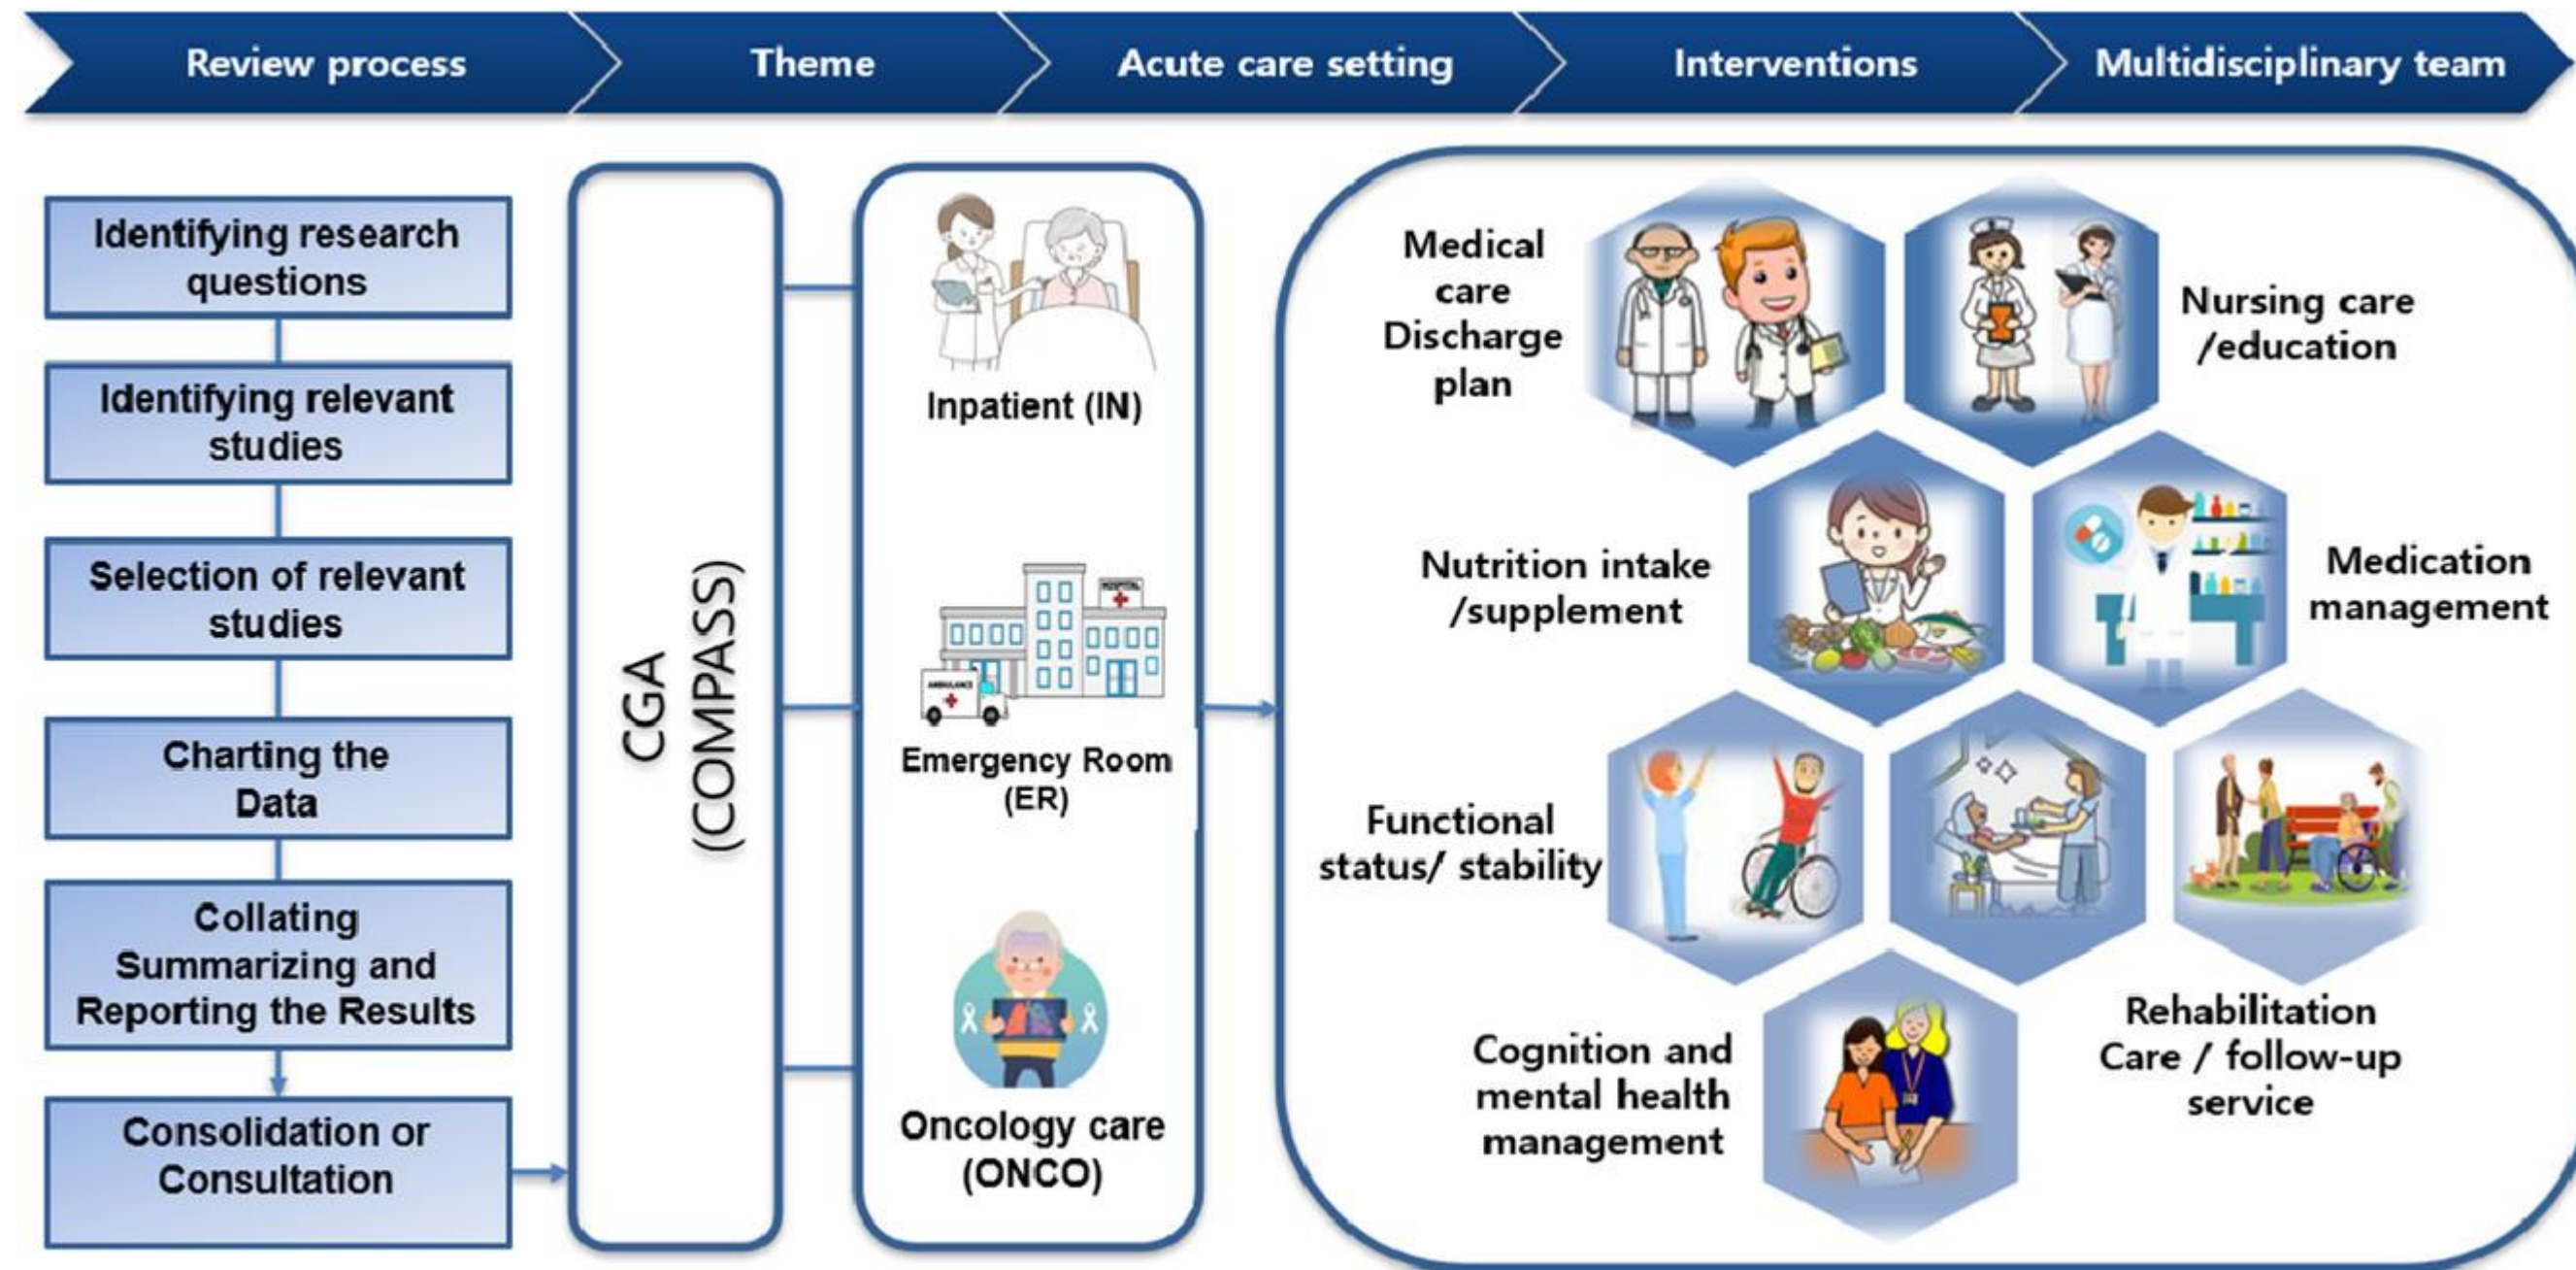 Review process
Theme
Acute care setting
Interventions
Multidisciplinary team
Identifying research
questions
Identifying relevant
studies
Selection of relevant
studies
Charting the
Data
Collating
Summarizing and
Reporting the Results
Consolidation or
Consultation
CGA
(COMPASS)
Inpatient (IN)
HOSPITAL
AMBULANCE
Emergency Room
(ER)
Oncology care
(ONCO)
Medical
care
Discharge
plan
Nursing care
/education
Nutrition intake
/supplement
Medication
management
Functional
status/ stability
Cognition and
mental health
management
Rehabilitation
Care / follow-up
service